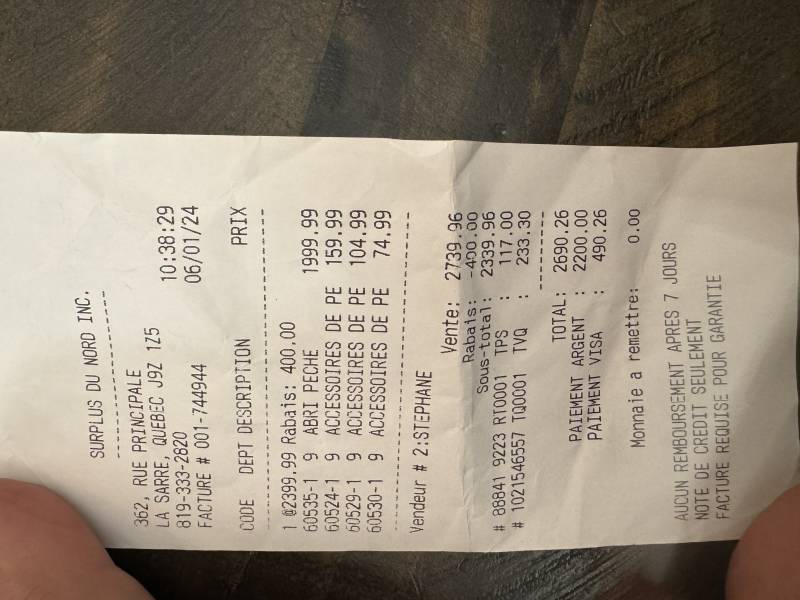 SURPLUS DU NORD INC.
--------------------
362, RUE PRINCIPALE
LA SARRE, QUEBEC J9Z 1Z5
819-333-2820 10:38:29
FACTURE # 001-744944 06/01/24
CODE DEPT DESCRIPTION PRIX
----------------------------------------
1 @2399.99 Rabais: 400.00
60535-1 9 ABRI PECHE 1999.99
60524-1 9 ACCESSOIRES DE PE 159.99
60529-1 9 ACCESSOIRES DE PE 104.99
60530-1 9 ACCESSOIRES DE PE 74.99
----------------------------------------
Vendeur # 2:STEPHANE
Vente: 2739.96
Rabais: -400.00
Sous-total: 2339.96
# 88841 9223 RT0001 TPS : 117.00
# 1021546557 TQ0001 TVQ : 233.30
----------
TOTAL: 2690.26
PAIEMENT ARGENT : 2200.00
PAIEMENT VISA : 490.26
Monnaie a remettre: 0.00
AUCUN REMBOURSEMENT APRES 7 JOURS
NOTE DE CREDIT SEULEMENT
FACTURE REQUISE POUR GARANTIE